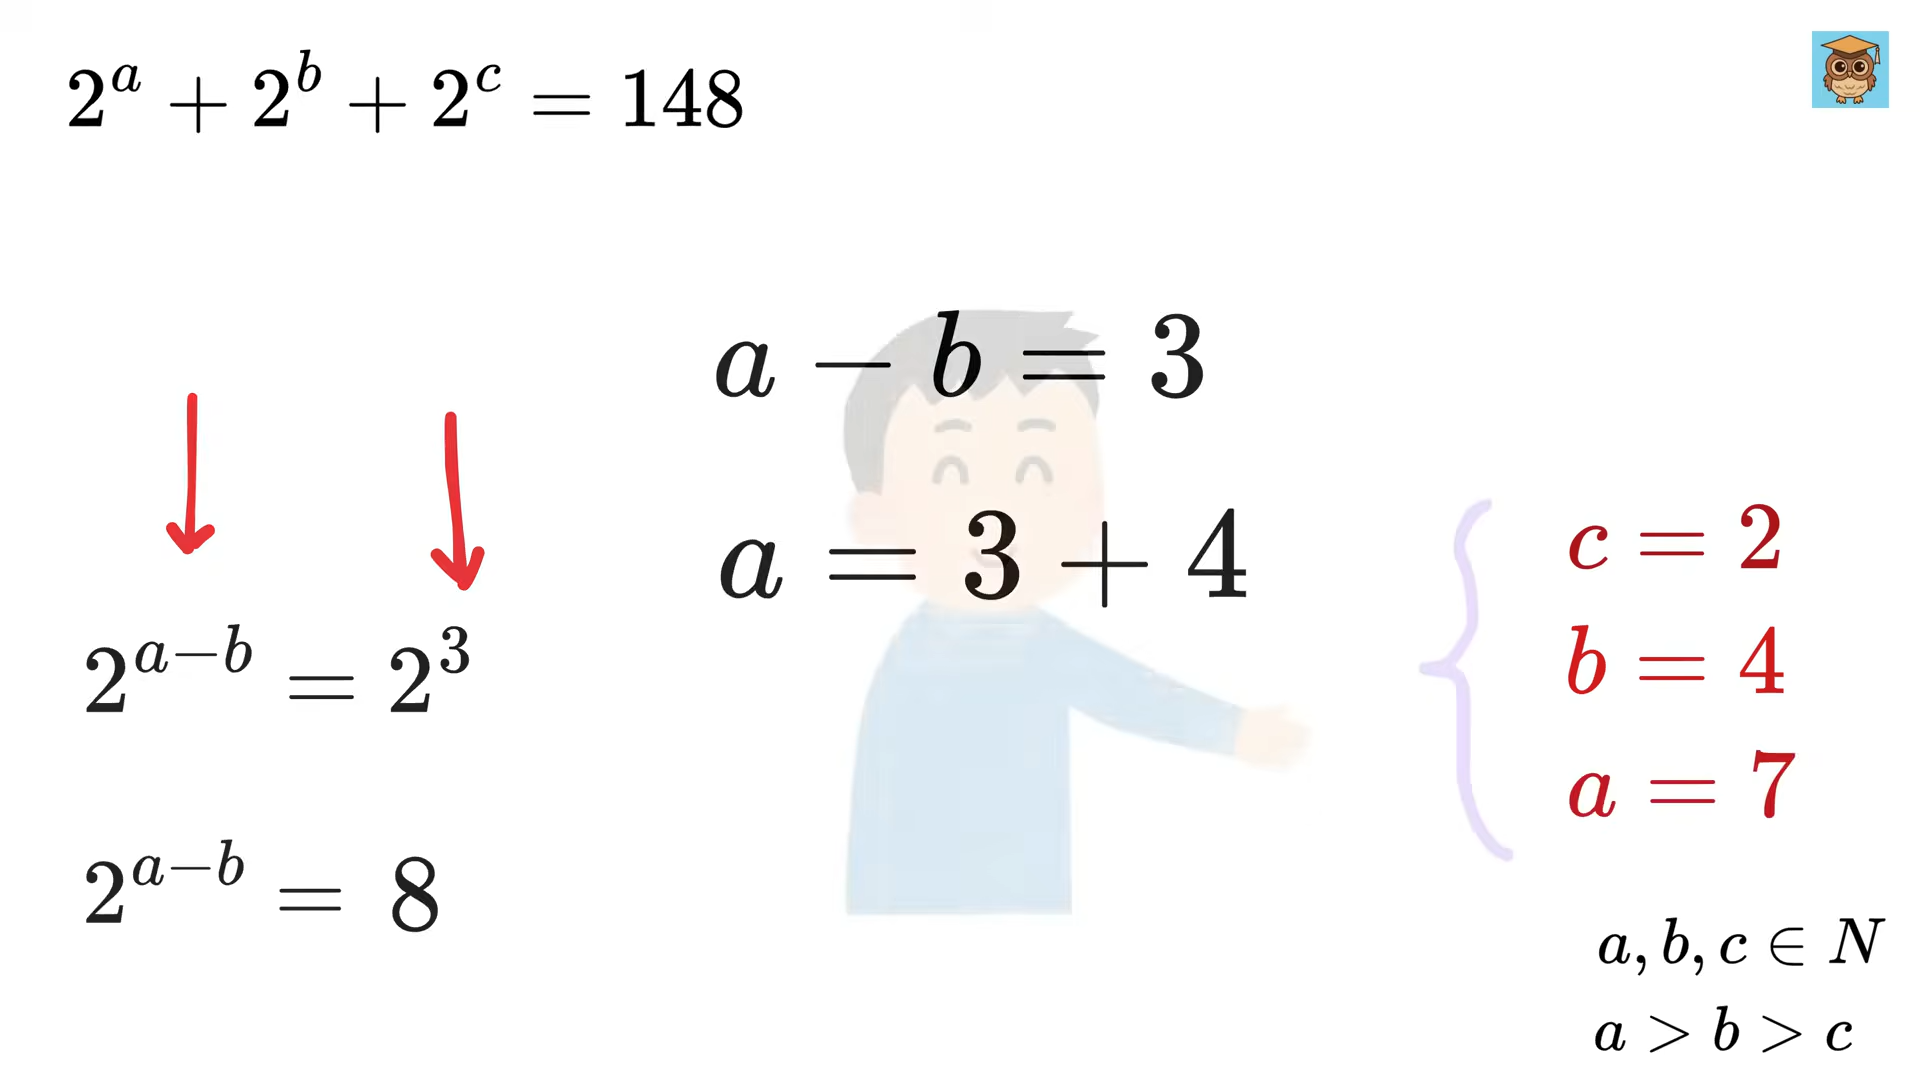 2^a + 2^b + 2^c = 148
a − b = 3
a = 3 + 4
2^{a−b} = 2^3
2^{a−b} = 8
c = 2
b = 4
a = 7
a, b, c ∈ N
a > b > c